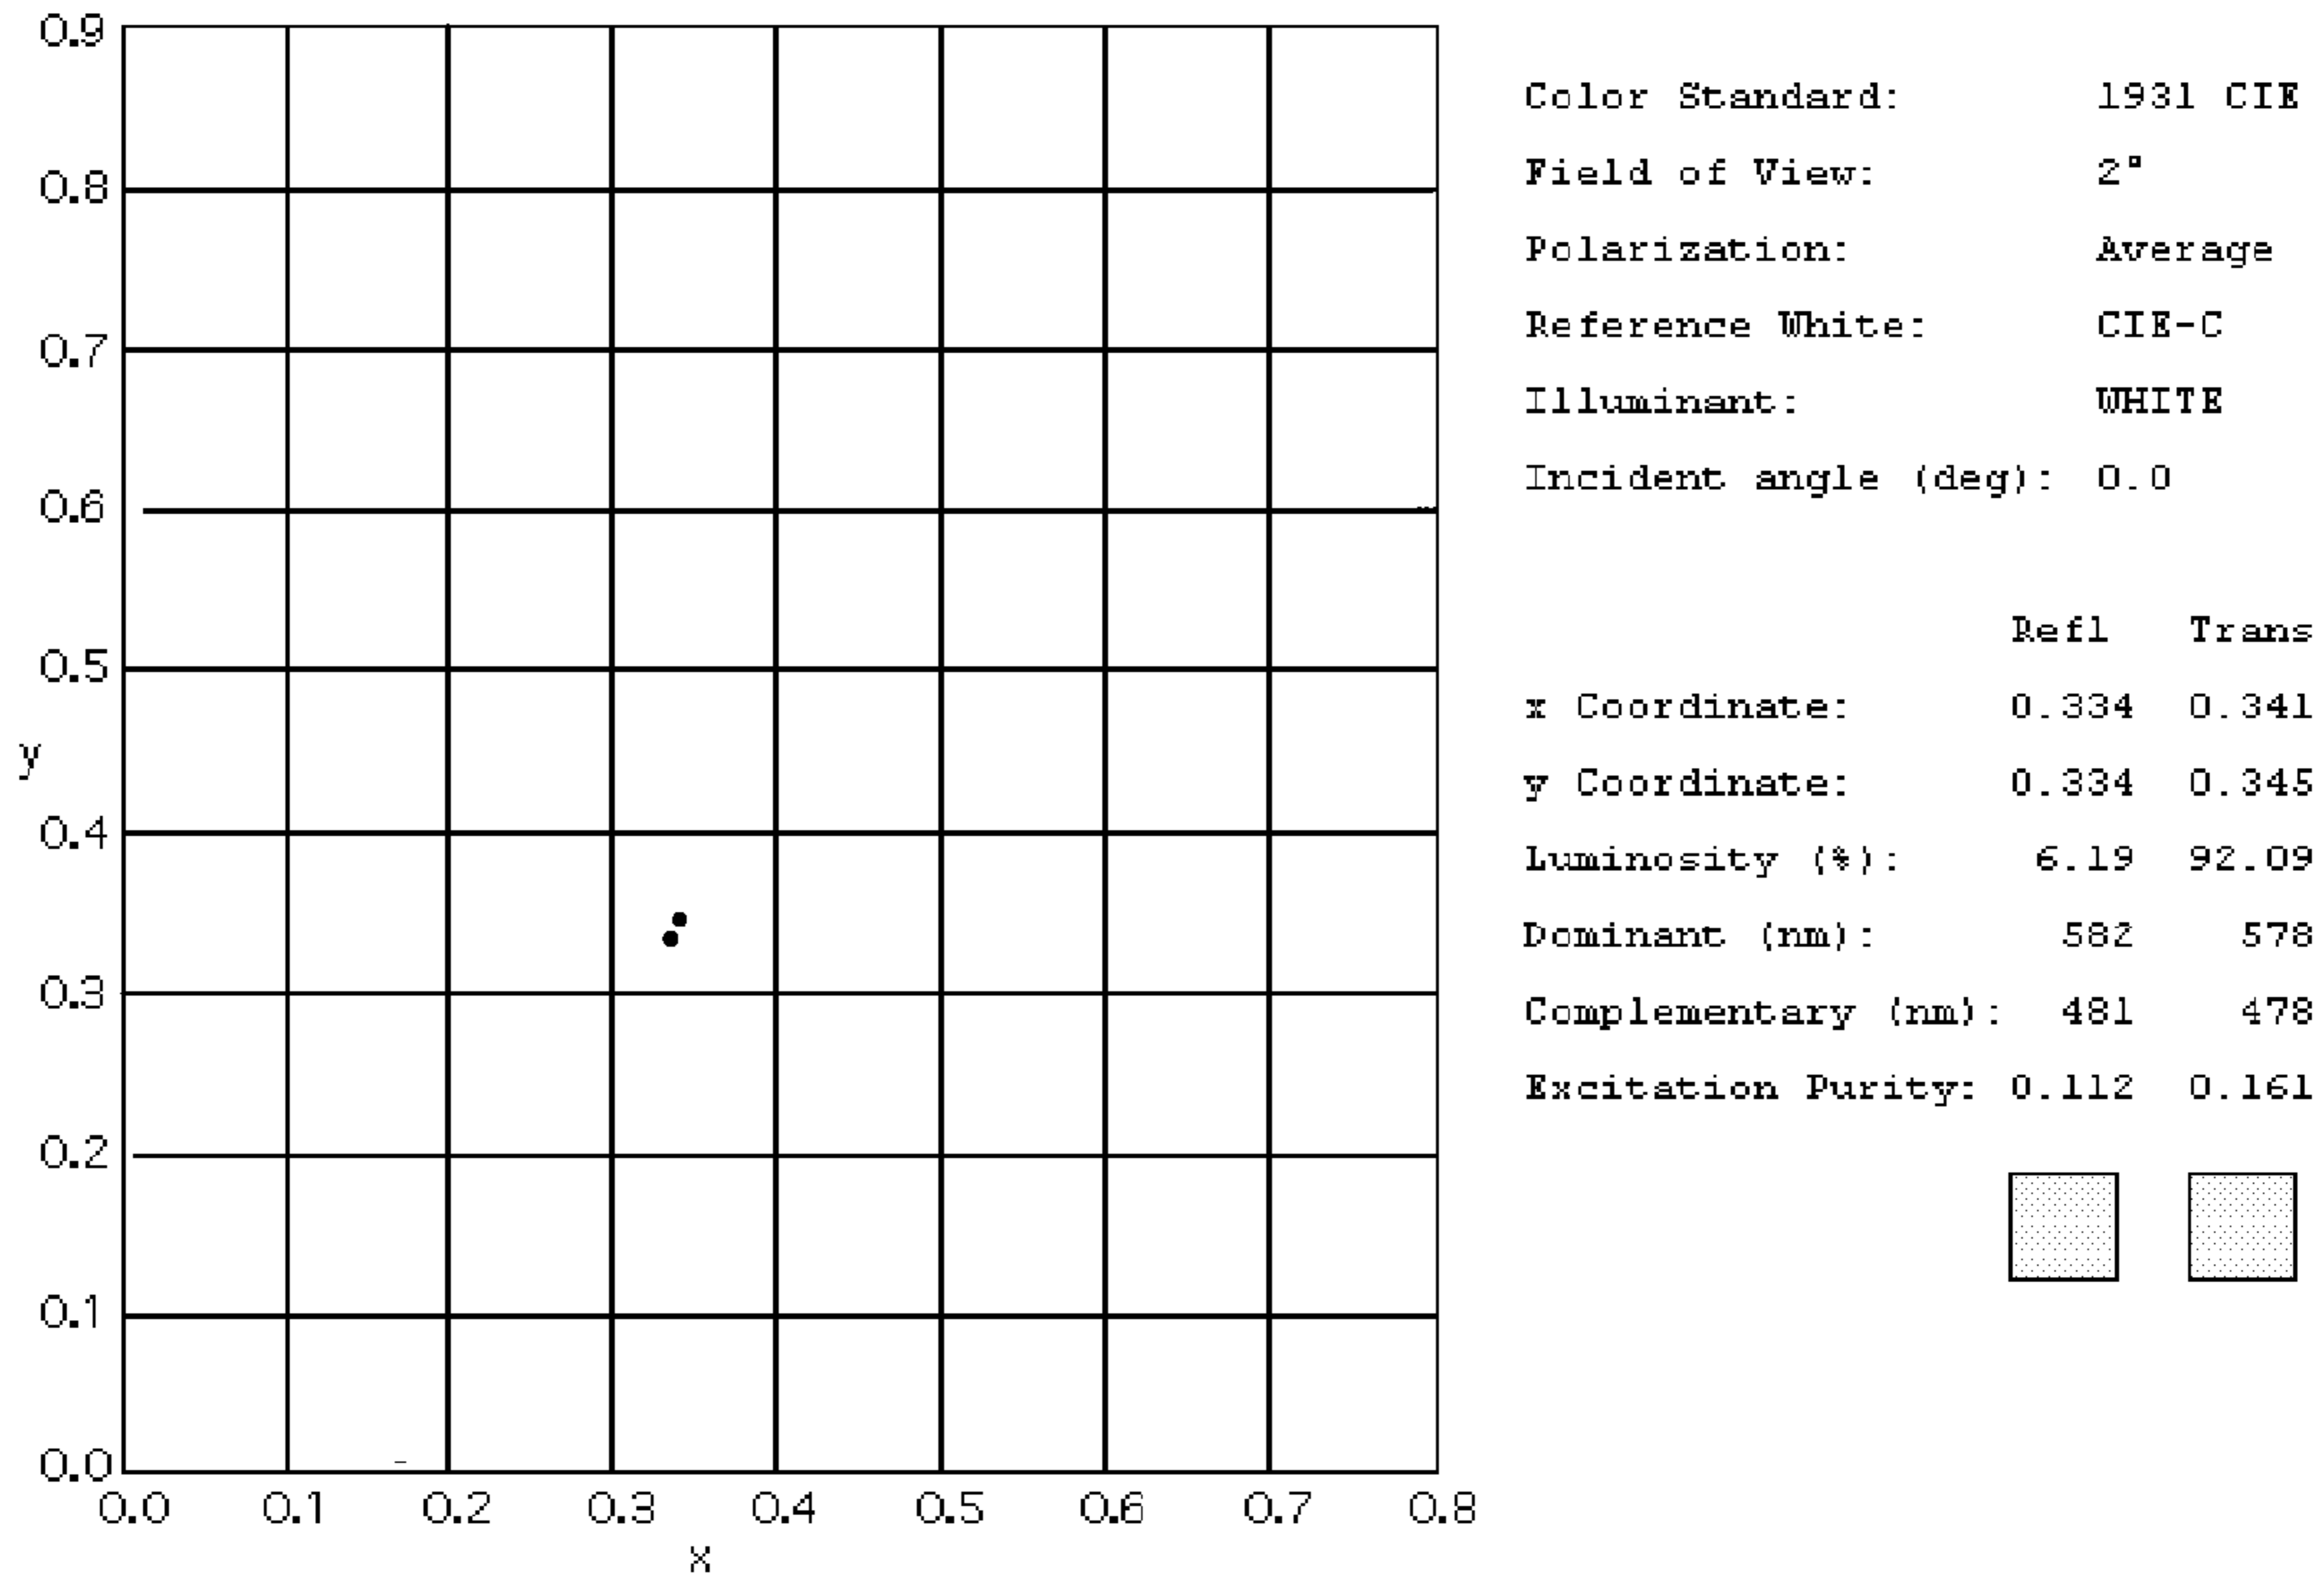 0.9
0.8
0.7
0.6
0.5
y
0.4
0.3
0.2
0.1
0.0
0.0 0.1 0.2 0.3 0.4 0.5 0.6 0.7 0.8
x
Color Standard: 1931 CIE
Field of View: 2°
Polarization: Average
Reference White: CIE-C
Illuminant: WHITE
Incident angle (deg): 0.0
Refl Trans
x Coordinate: 0.334 0.341
y Coordinate: 0.334 0.345
Luminosity (%): 6.19 92.09
Dominant (nm): 582 578
Complementary (nm): 481 478
Excitation Purity: 0.112 0.161